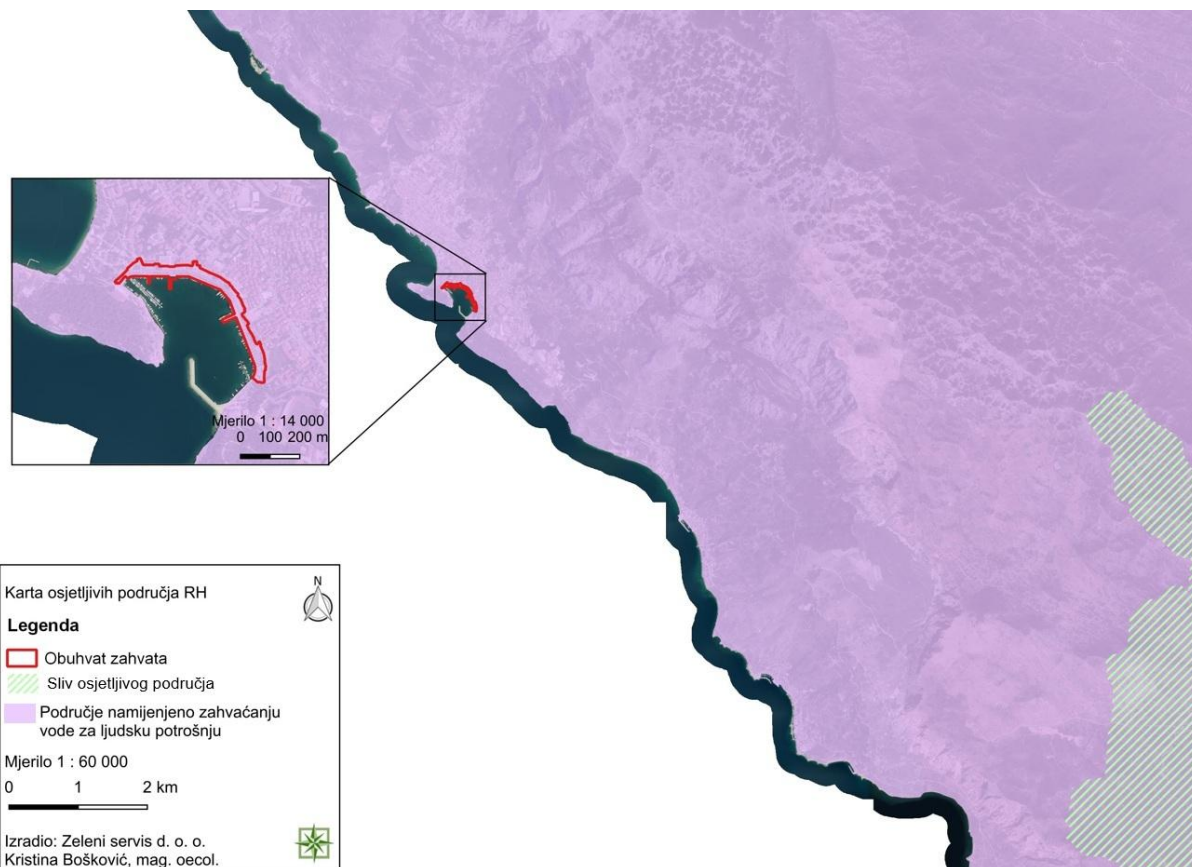 Mjerilo 1 : 14 000
0 100 200 m
Karta osjetljivih područja RH
N
Legenda
Obuhvat zahvata
Sliv osjetljivog područja
Područje namijenjeno zahvaćanju
vode za ljudsku potrošnju
Mjerilo 1 : 60 000
0 1 2 km
Izradio: Zeleni servis d. o. o.
Kristina Bošković, mag. oecol.